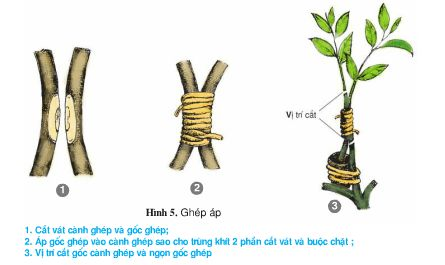 Vị trí cắt
1
2
3
Hình 5. Ghép áp
1. Cắt vát cành ghép và gốc ghép;
2. Áp gốc ghép vào cành ghép sao cho trùng khít 2 phần cắt vát và buộc chặt ;
3. Vị trí cắt gốc cành ghép và ngọn gốc ghép